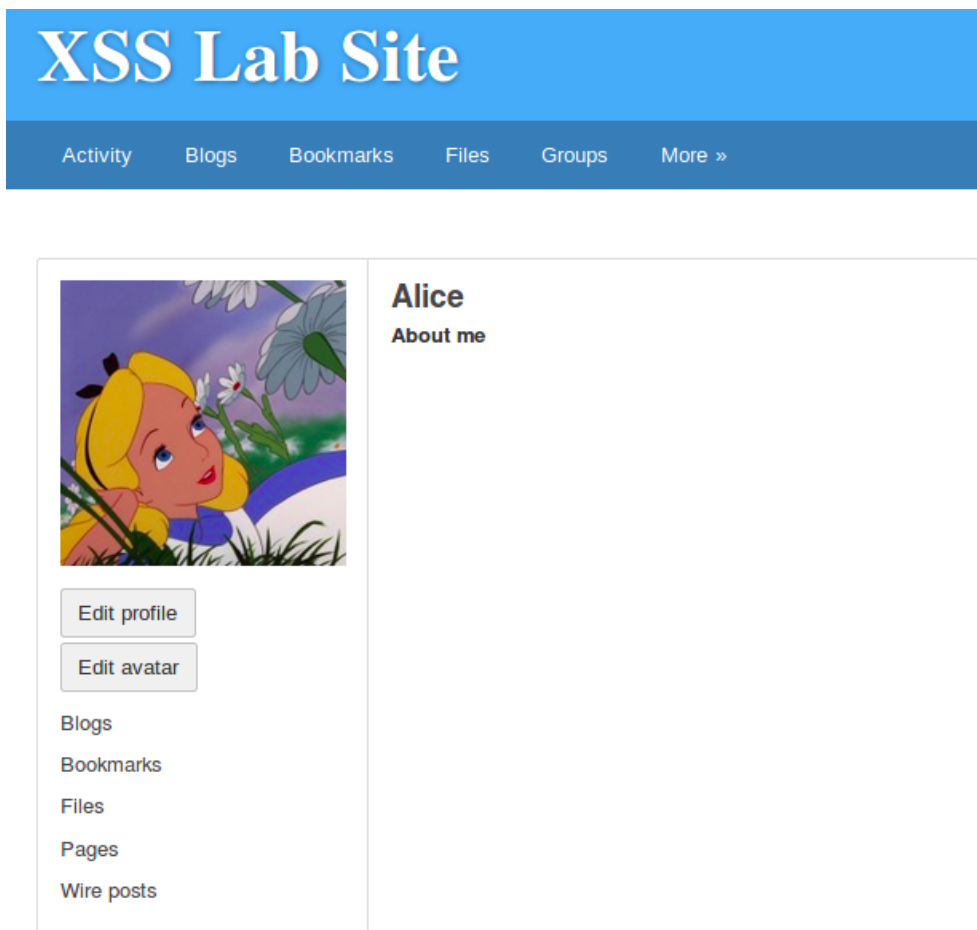 XSS Lab Site
Activity Blogs Bookmarks Files Groups More »
Alice
About me
Edit profile
Edit avatar
Blogs
Bookmarks
Files
Pages
Wire posts